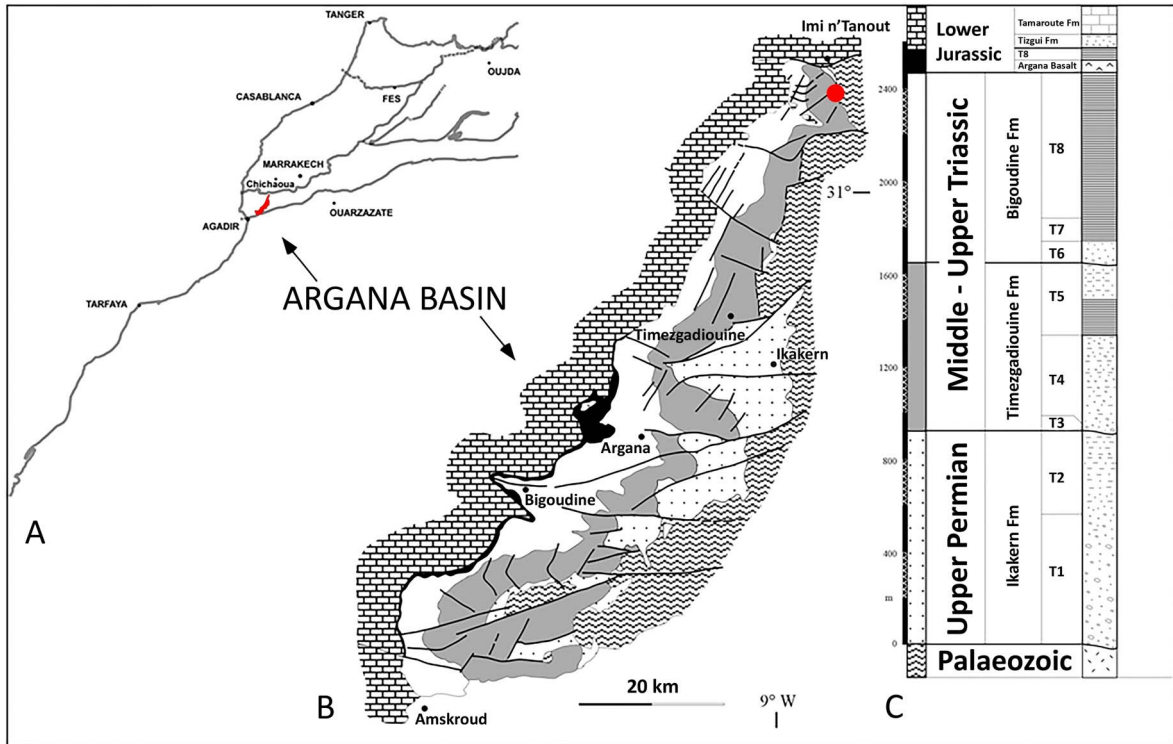 TANGER
OUJDA
FES
CASABLANCA
MARRAKECH
Chichaoua
OUARZAZATE
AGADIR
TARFAYA
ARGANA BASIN
A
Imi n'Tanout
31°
Timezgadiouine
Ikakern
Argana
Bigoudine
Amskroud
B
20 km
9° W
C
Lower
Jurassic
Tamaroute Fm
Tizgui Fm
T8
Argana Basalt
Middle - Upper Triassic
Bigoudine Fm
T8
T7
T6
Timezgadiouine Fm
T5
T4
T3
Upper Permian
Ikakern Fm
T2
T1
Palaeozoic
2400
2000
1600
1200
800
400
m
0